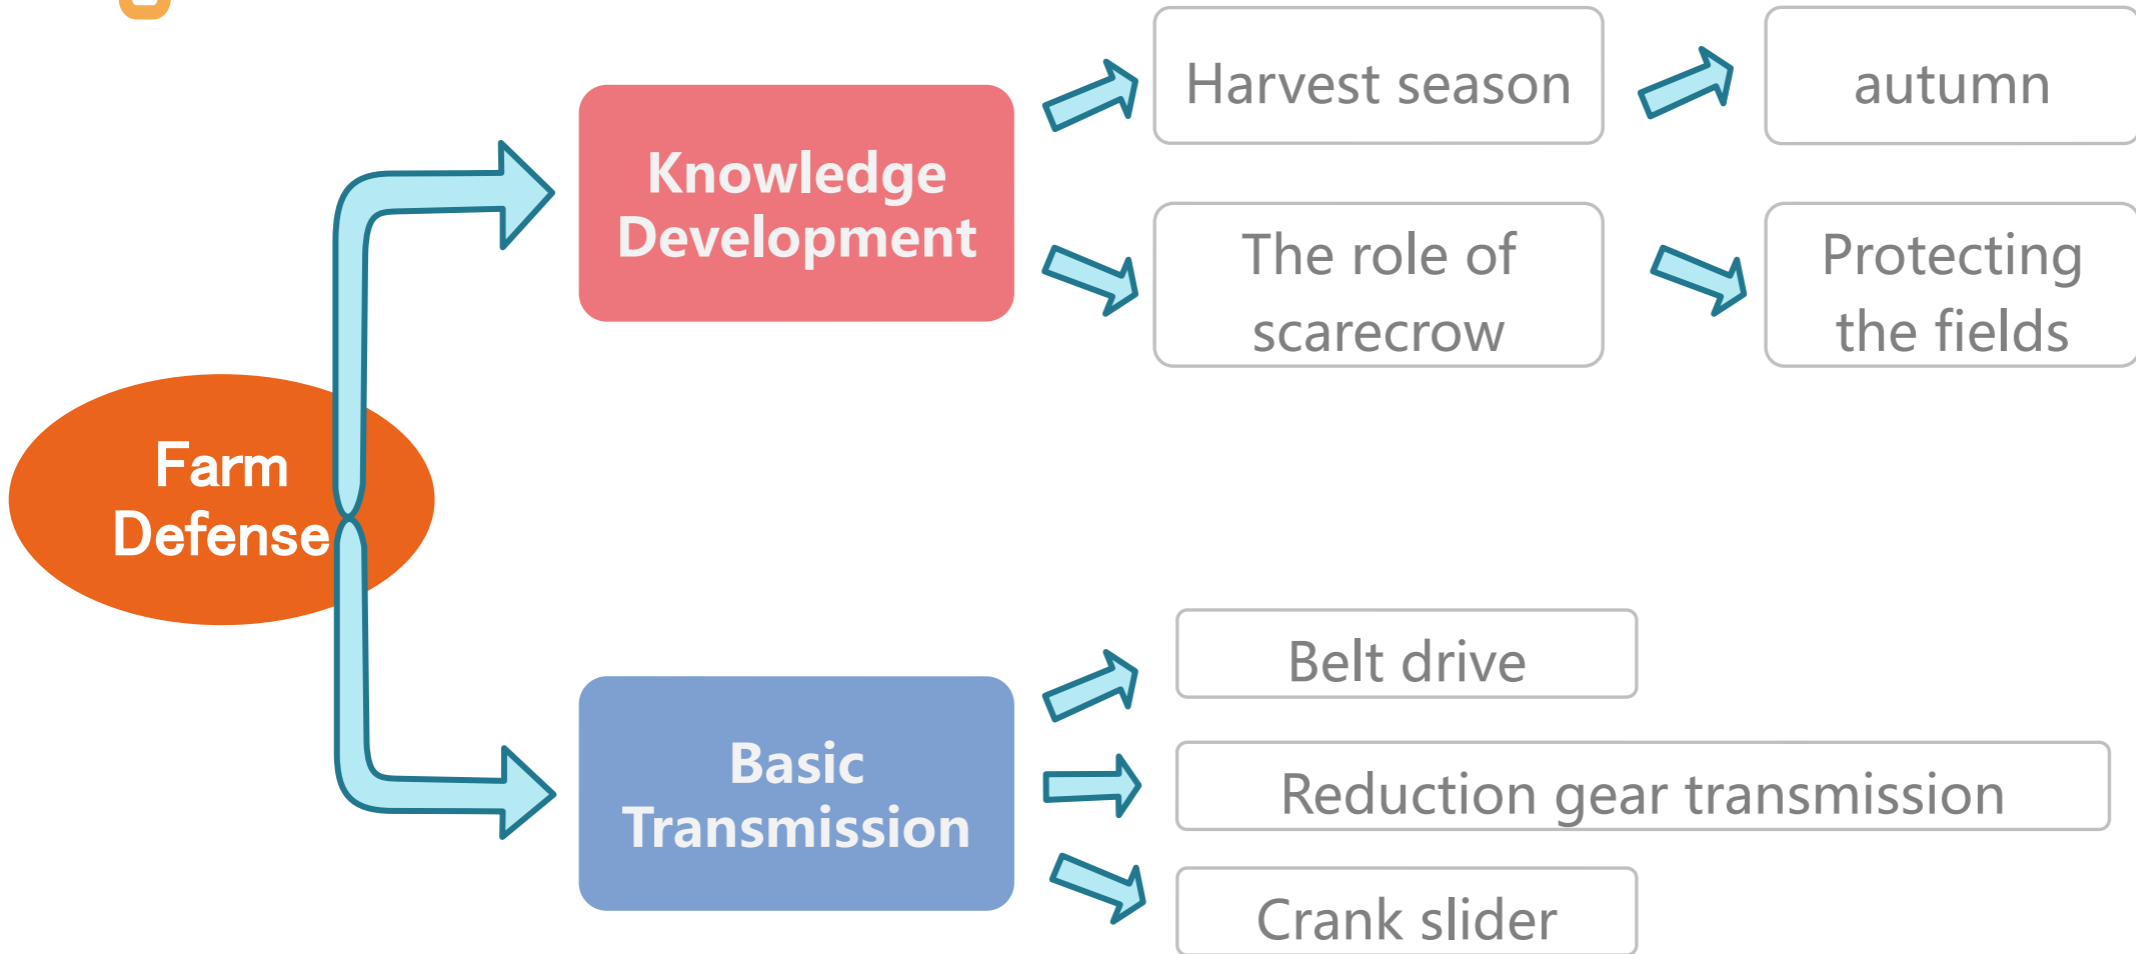 Farm
Defense
Knowledge
Development
Harvest season
autumn
The role of
scarecrow
Protecting
the fields
Basic
Transmission
Belt drive
Reduction gear transmission
Crank slider